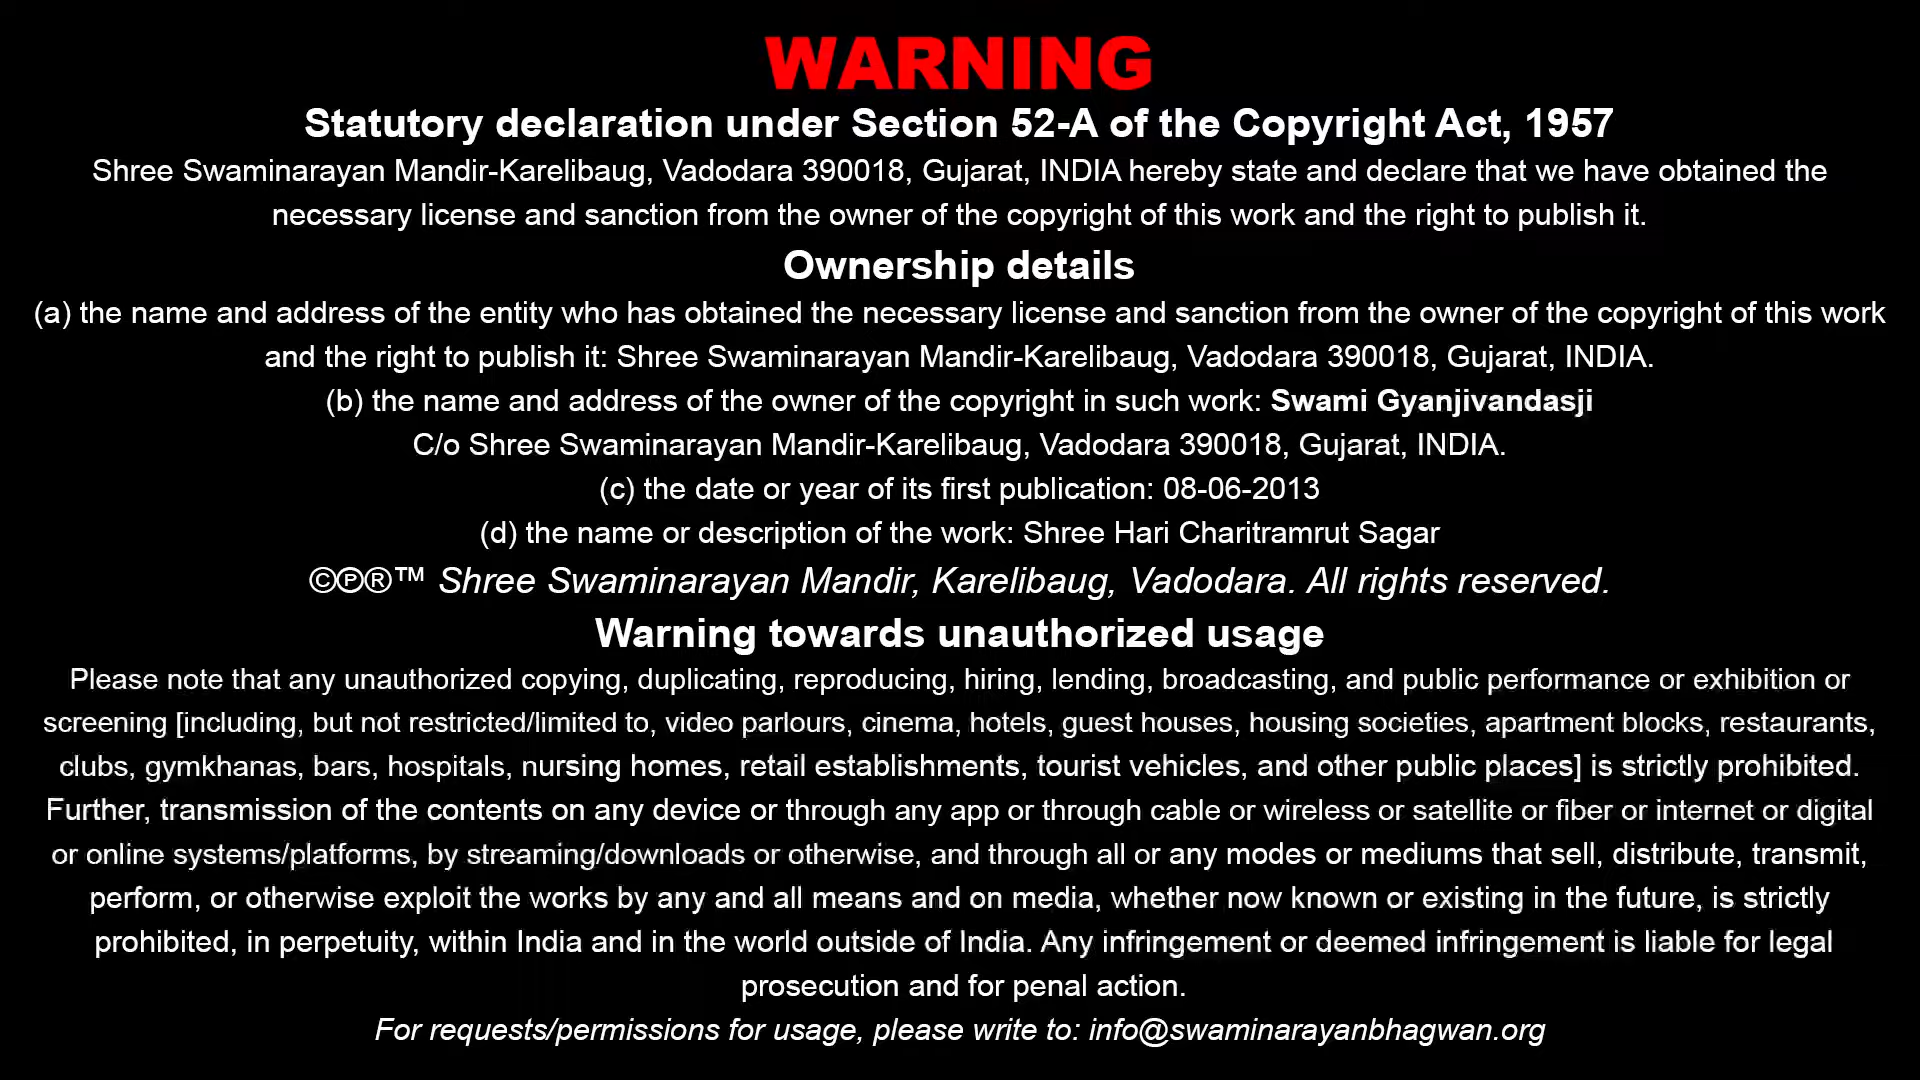 WARNING
Statutory declaration under Section 52-A of the Copyright Act, 1957
Shree Swaminarayan Mandir-Karelibaug, Vadodara 390018, Gujarat, INDIA hereby state and declare that we have obtained the
necessary license and sanction from the owner of the copyright of this work and the right to publish it.
Ownership details
(a) the name and address of the entity who has obtained the necessary license and sanction from the owner of the copyright of this work
and the right to publish it: Shree Swaminarayan Mandir-Karelibaug, Vadodara 390018, Gujarat, INDIA.
(b) the name and address of the owner of the copyright in such work: Swami Gyanjivandasji
C/o Shree Swaminarayan Mandir-Karelibaug, Vadodara 390018, Gujarat, INDIA.
(c) the date or year of its first publication: 08-06-2013
(d) the name or description of the work: Shree Hari Charitramrut Sagar
©℗®™ Shree Swaminarayan Mandir, Karelibaug, Vadodara. All rights reserved.
Warning towards unauthorized usage
Please note that any unauthorized copying, duplicating, reproducing, hiring, lending, broadcasting, and public performance or exhibition or
screening [including, but not restricted/limited to, video parlours, cinema, hotels, guest houses, housing societies, apartment blocks, restaurants,
clubs, gymkhanas, bars, hospitals, nursing homes, retail establishments, tourist vehicles, and other public places] is strictly prohibited.
Further, transmission of the contents on any device or through any app or through cable or wireless or satellite or fiber or internet or digital
or online systems/platforms, by streaming/downloads or otherwise, and through all or any modes or mediums that sell, distribute, transmit,
perform, or otherwise exploit the works by any and all means and on media, whether now known or existing in the future, is strictly
prohibited, in perpetuity, within India and in the world outside of India. Any infringement or deemed infringement is liable for legal
prosecution and for penal action.
For requests/permissions for usage, please write to: info@swaminarayanbhagwan.org